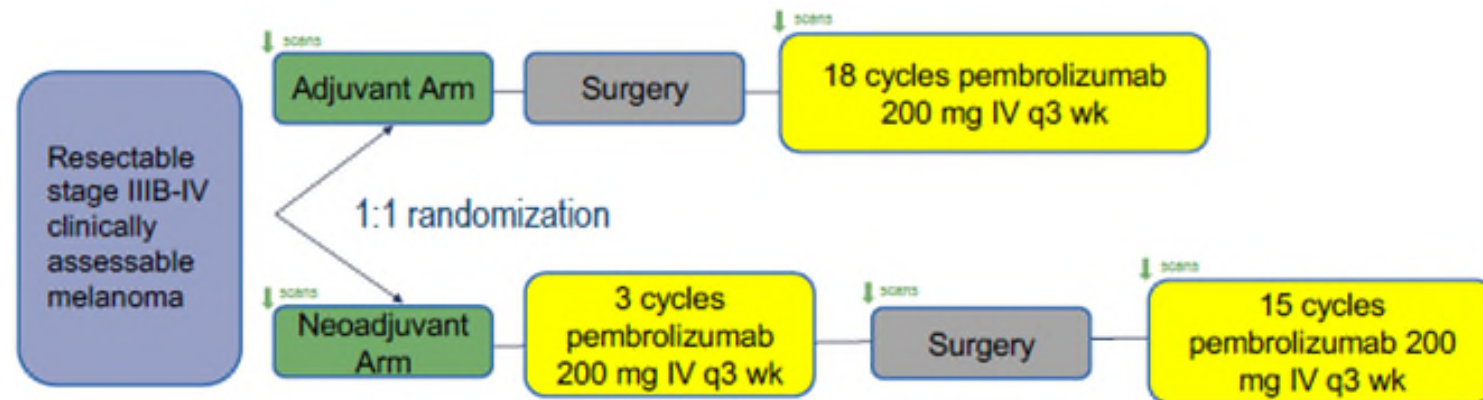 scans
scans
Adjuvant Arm
Surgery
18 cycles pembrolizumab
200 mg IV q3 wk
Resectable
stage IIIB-IV
clinically
assessable
melanoma
1:1 randomization
scans
scans
scans
Neoadjuvant
Arm
3 cycles
pembrolizumab
200 mg IV q3 wk
Surgery
15 cycles
pembrolizumab 200
mg IV q3 wk